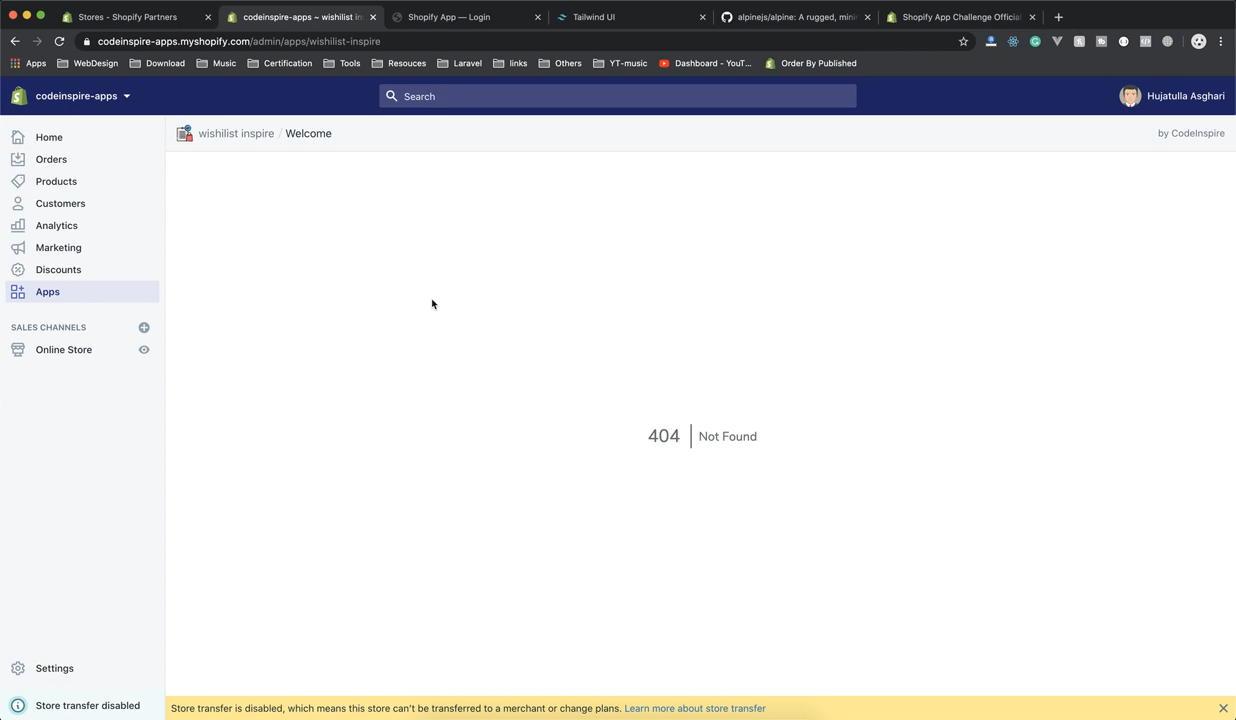 Stores - Shopify Partners
codeinspire-apps ~ wishilist in
Shopify App — Login
Tailwind UI
alpinejs/alpine: A rugged, mini
Shopify App Challenge Official
codeinspire-apps.myshopify.com/admin/apps/wishilist-inspire
Apps
WebDesign
Download
Music
Certification
Tools
Resouces
Laravel
links
Others
YT-music
Dashboard - YouT...
Order By Published
codeinspire-apps
Search
Hujatulla Asghari
wishilist inspire / Welcome
by CodeInspire
Home
Orders
Products
Customers
Analytics
Marketing
Discounts
Apps
SALES CHANNELS
Online Store
404 | Not Found
Settings
Store transfer disabled
Store transfer is disabled, which means this store can't be transferred to a merchant or change plans. Learn more about store transfer